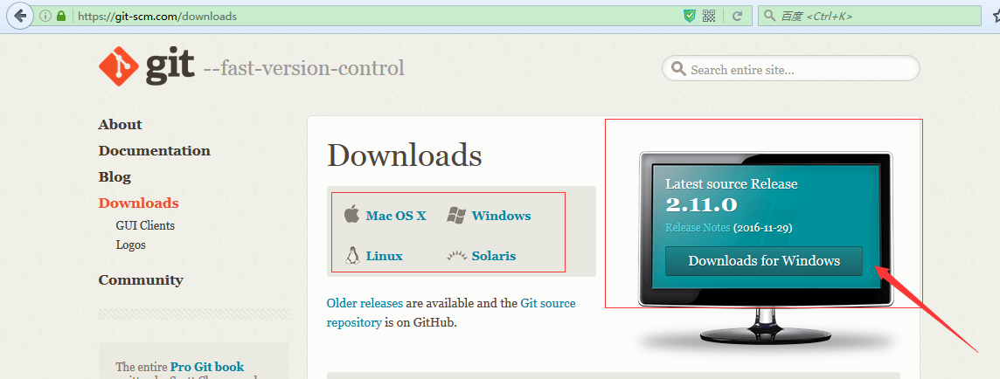 https://git-scm.com/downloads
百度 <Ctrl+K>
git --fast-version-control
Search entire site...
About
Documentation
Blog
Downloads
GUI Clients
Logos
Community
The entire Pro Git book
Downloads
Mac OS X
Windows
Linux
Solaris
Older releases are available and the Git source
repository is on GitHub.
Latest source Release
2.11.0
Release Notes (2016-11-29)
Downloads for Windows